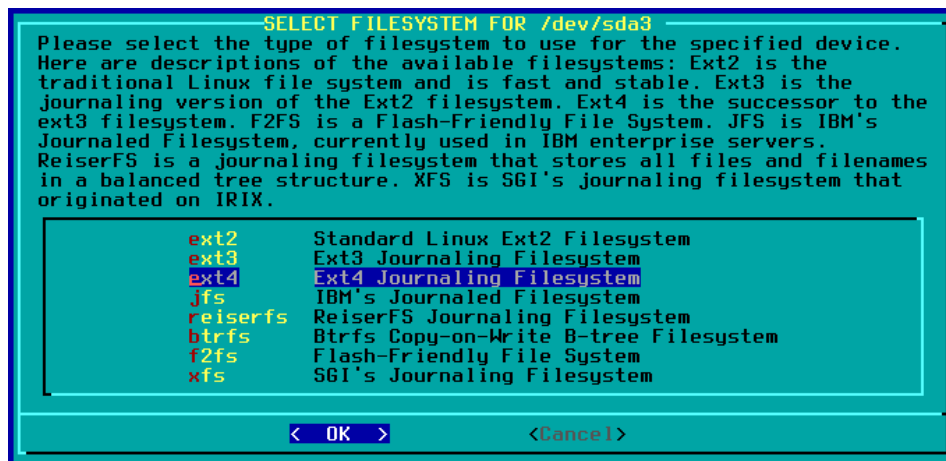 SELECT FILESYSTEM FOR /dev/sda3
Please select the type of filesystem to use for the specified device.
Here are descriptions of the available filesystems: Ext2 is the
traditional Linux file system and is fast and stable. Ext3 is the
journaling version of the Ext2 filesystem. Ext4 is the successor to the
ext3 filesystem. F2FS is a Flash-Friendly File System. JFS is IBM's
Journaled Filesystem, currently used in IBM enterprise servers.
ReiserFS is a journaling filesystem that stores all files and filenames
in a balanced tree structure. XFS is SGI's journaling filesystem that
originated on IRIX.
ext2 Standard Linux Ext2 Filesystem
ext3 Ext3 Journaling Filesystem
ext4 Ext4 Journaling Filesystem
jfs IBM's Journaled Filesystem
reiserfs ReiserFS Journaling Filesystem
btrfs Btrfs Copy-on-Write B-tree Filesystem
f2fs Flash-Friendly File System
xfs SGI's Journaling Filesystem
< OK > <Cancel>